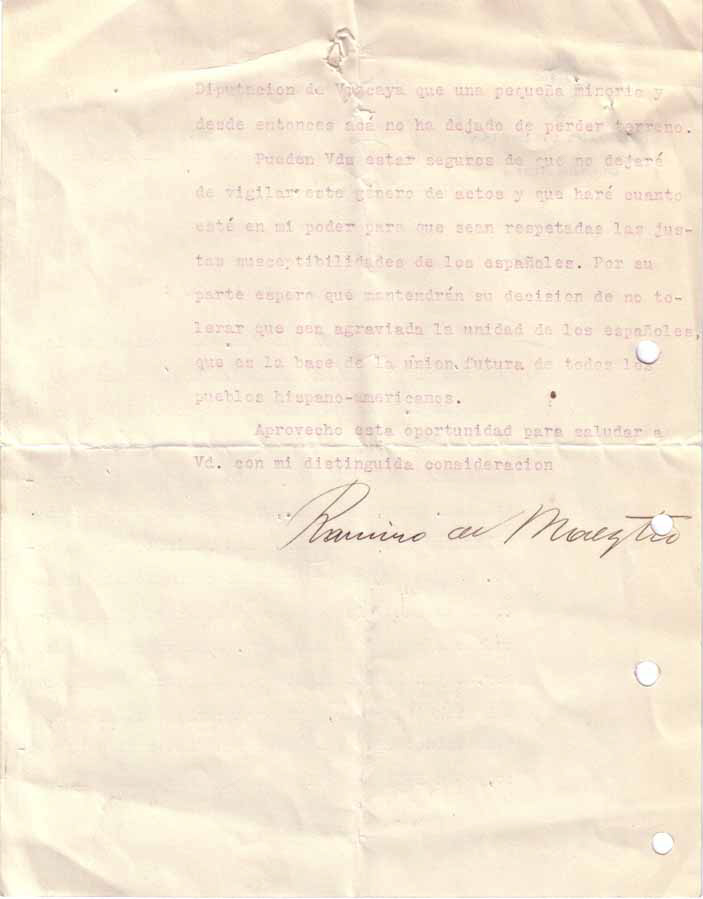 Diputacion de Vizcaya que una pequeña minoria y
desde entonces acá no ha dejado de perder terreno.
Pueden Vds estar seguros de que no dejaré
de vigilar este género de actos y que haré cuanto
esté en mi poder para que sean respetadas las jus-
tas susceptibilidades de los españoles. Por su
parte espero que mantendrán su decision de no to-
lerar que sea agraviada la unidad de los españoles,
que es la base de la union futura de todos los
pueblos hispano-americanos.
Aprovecho esta oportunidad para saludar a
Vd. con mi distinguida consideracion
Ramiro de Maeztu